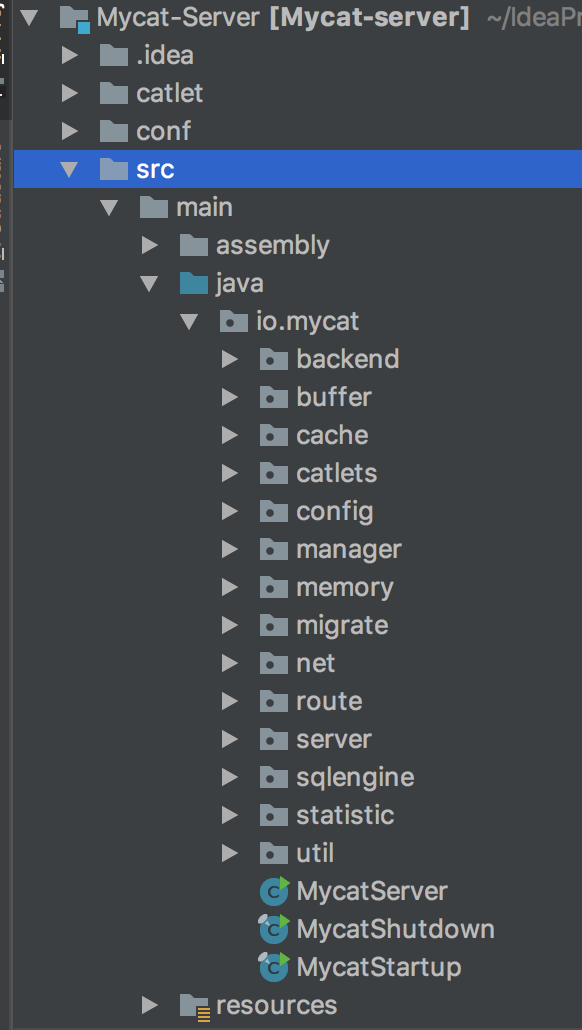 Mycat-Server [Mycat-server] ~/IdeaPr
.idea
catlet
conf
src
main
assembly
java
io.mycat
backend
buffer
cache
catlets
config
manager
memory
migrate
net
route
server
sqlengine
statistic
util
MycatServer
MycatShutdown
MycatStartup
resources